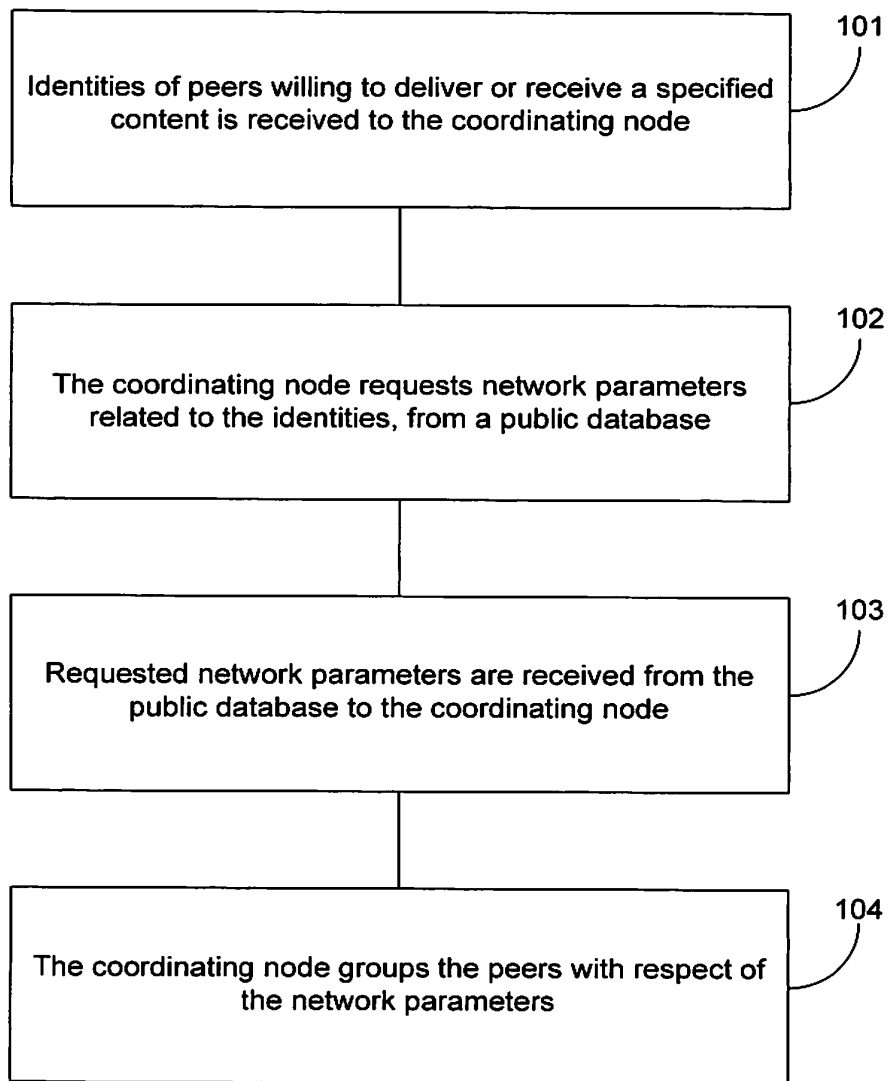 101
Identities of peers willing to deliver or receive a specified
content is received to the coordinating node
102
The coordinating node requests network parameters
related to the identities, from a public database
103
Requested network parameters are received from the
public database to the coordinating node
104
The coordinating node groups the peers with respect of
the network parameters